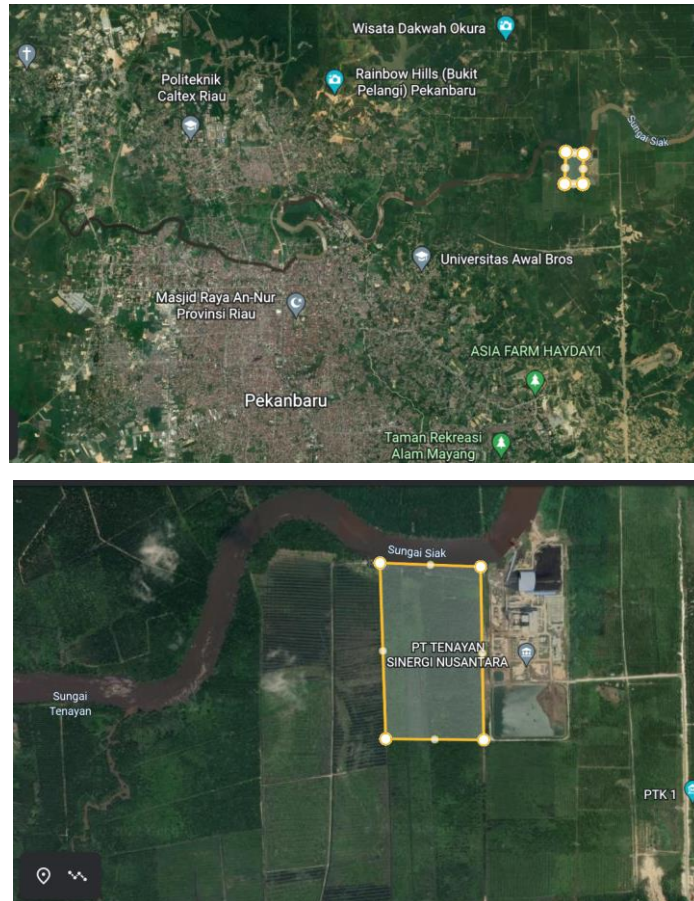 Wisata Dakwah Okura
Politeknik
Caltex Riau
Rainbow Hills (Bukit
Pelangi) Pekanbaru
Sungai Siak
Universitas Awal Bros
Masjid Raya An-Nur
Provinsi Riau
ASIA FARM HAYDAY1
Pekanbaru
Taman Rekreasi
Alam Mayang
Sungai Siak
PT TENAYAN
SINERGI NUSANTARA
Sungai
Tenayan
PTK 1